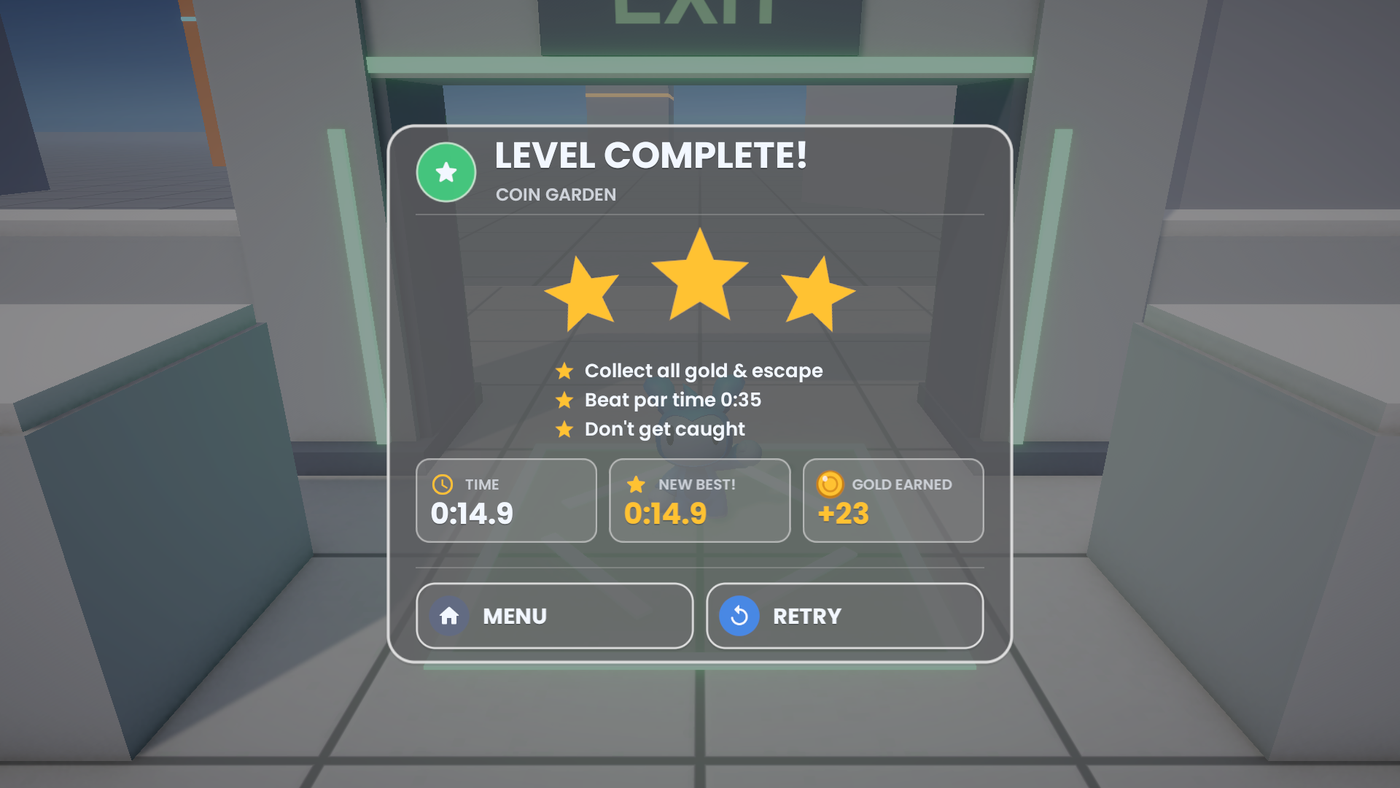 EXIT
LEVEL COMPLETE!
COIN GARDEN
Collect all gold & escape
Beat par time 0:35
Don't get caught
TIME
0:14.9
NEW BEST!
0:14.9
GOLD EARNED
+23
MENU
RETRY